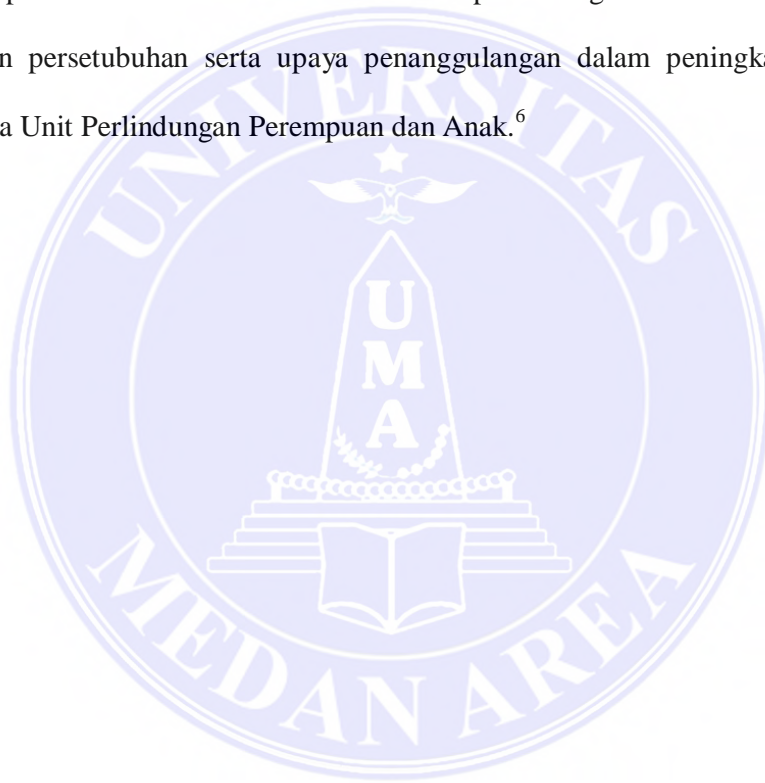 n persetubuhan serta upaya penanggulangan dalam peningka
a Unit Perlindungan Perempuan dan Anak.6
UNIVERSITAS
U
M
A
MEDAN AREA